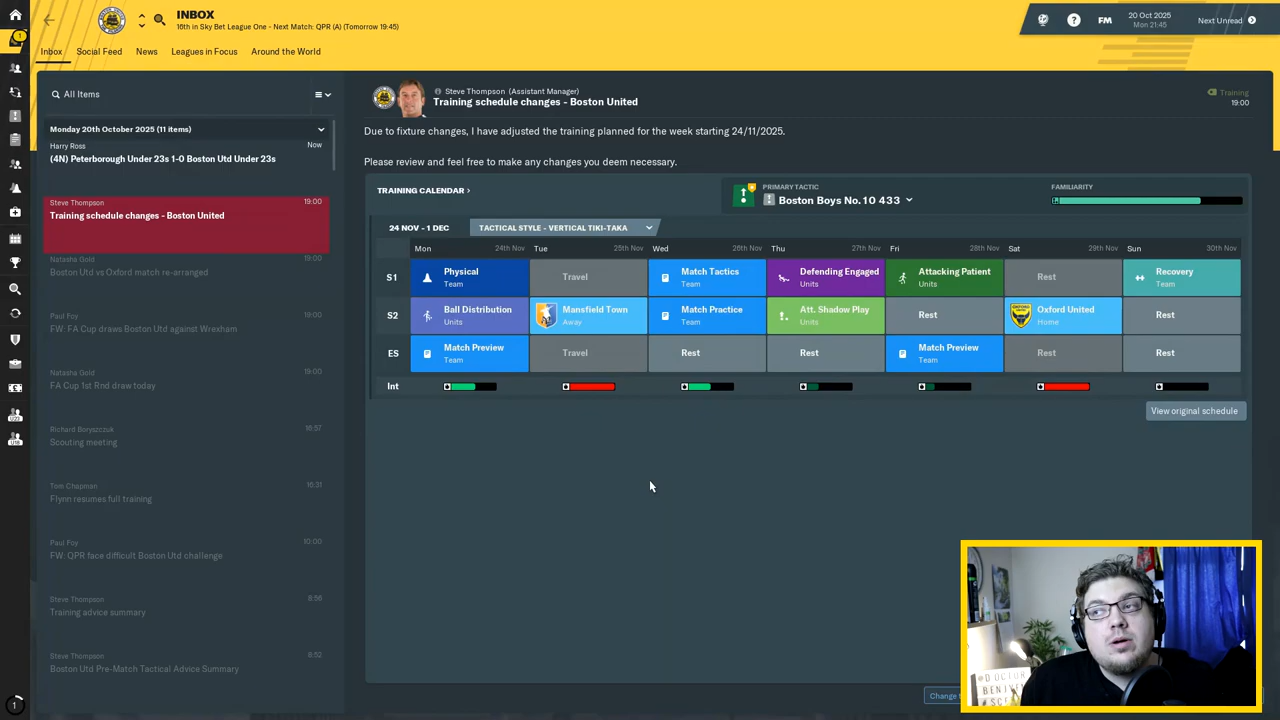 INBOX
16th in Sky Bet League One - Next Match: QPR (A) (Tomorrow 19:45)
FM
20 Oct 2025
Mon 21:45
Next Unread
Inbox
Social Feed
News
Leagues in Focus
Around the World
All Items
Monday 20th October 2025 (11 items)
Harry Ross
Now
(4N) Peterborough Under 23s 1-0 Boston Utd Under 23s
Steve Thompson
19:00
Training schedule changes - Boston United
Natasha Gold
19:00
Boston Utd vs Oxford match re-arranged
Paul Foy
19:00
FW: FA Cup draws Boston Utd against Wrexham
Natasha Gold
19:00
FA Cup 1st Rnd draw today
Richard Boryszczuk
16:57
Scouting meeting
Tom Chapman
16:31
Flynn resumes full training
Paul Foy
10:00
FW: QPR face difficult Boston Utd challenge
Steve Thompson
8:56
Training advice summary
Steve Thompson
8:52
Boston Utd Pre-Match Tactical Advice Summary
Steve Thompson (Assistant Manager)
Training schedule changes - Boston United
Training
19:00
Due to fixture changes, I have adjusted the training planned for the week starting 24/11/2025.
Please review and feel free to make any changes you deem necessary.
TRAINING CALENDAR >
PRIMARY TACTIC
Boston Boys No.10 433
FAMILIARITY
24 NOV - 1 DEC
TACTICAL STYLE - VERTICAL TIKI-TAKA
Mon 24th Nov Tue 25th Nov Wed 26th Nov Thu 27th Nov Fri 28th Nov Sat 29th Nov Sun 30th Nov
S1
Physical
Team
Travel
Match Tactics
Team
Defending Engaged
Units
Attacking Patient
Units
Rest
Recovery
Team
S2
Ball Distribution
Units
Mansfield Town
Away
Match Practice
Team
Att. Shadow Play
Units
Rest
Oxford United
Home
Rest
ES
Match Preview
Team
Travel
Rest
Rest
Match Preview
Team
Rest
Rest
Int
View original schedule
Change